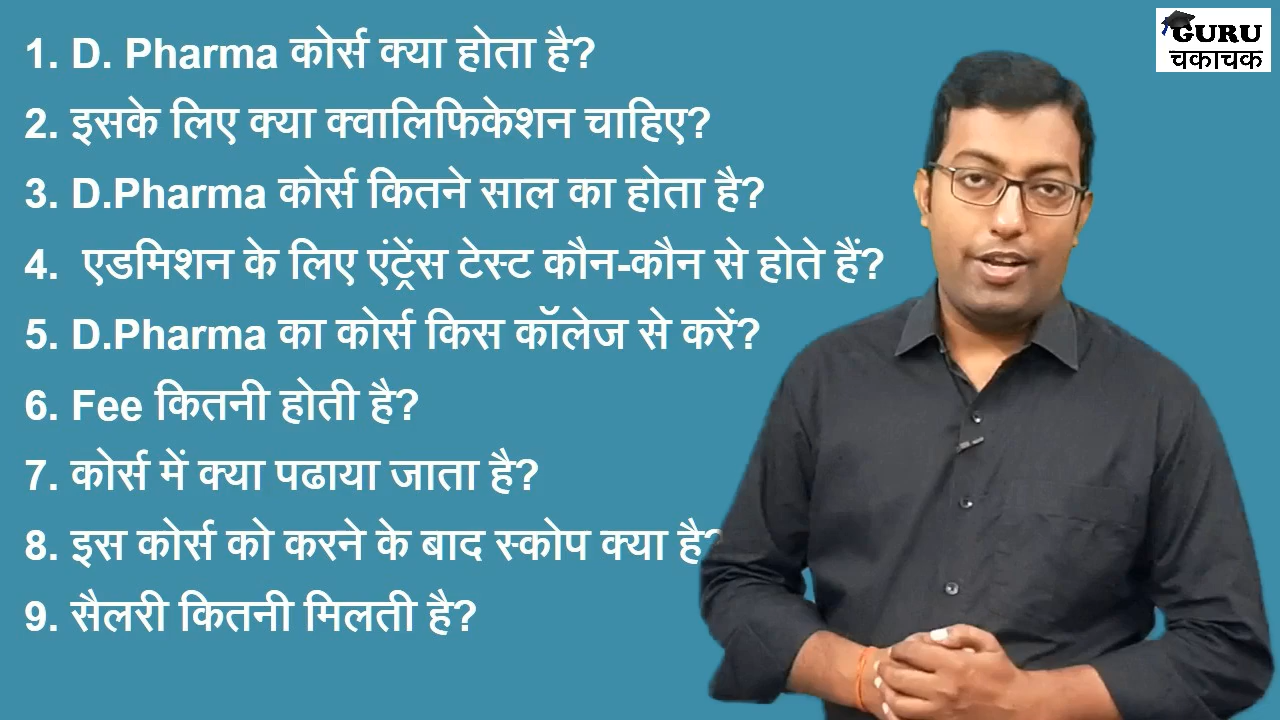 1. D. Pharma कोर्स क्या होता है?
2. इसके लिए क्या क्वालिफिकेशन चाहिए?
3. D.Pharma कोर्स कितने साल का होता है?
4. एडमिशन के लिए एंट्रेंस टेस्ट कौन-कौन से होते हैं?
5. D.Pharma का कोर्स किस कॉलेज से करें?
6. Fee कितनी होती है?
7. कोर्स में क्या पढाया जाता है?
8. इस कोर्स को करने के बाद स्कोप क्या है?
9. सैलरी कितनी मिलती है?
GURU
चकाचक